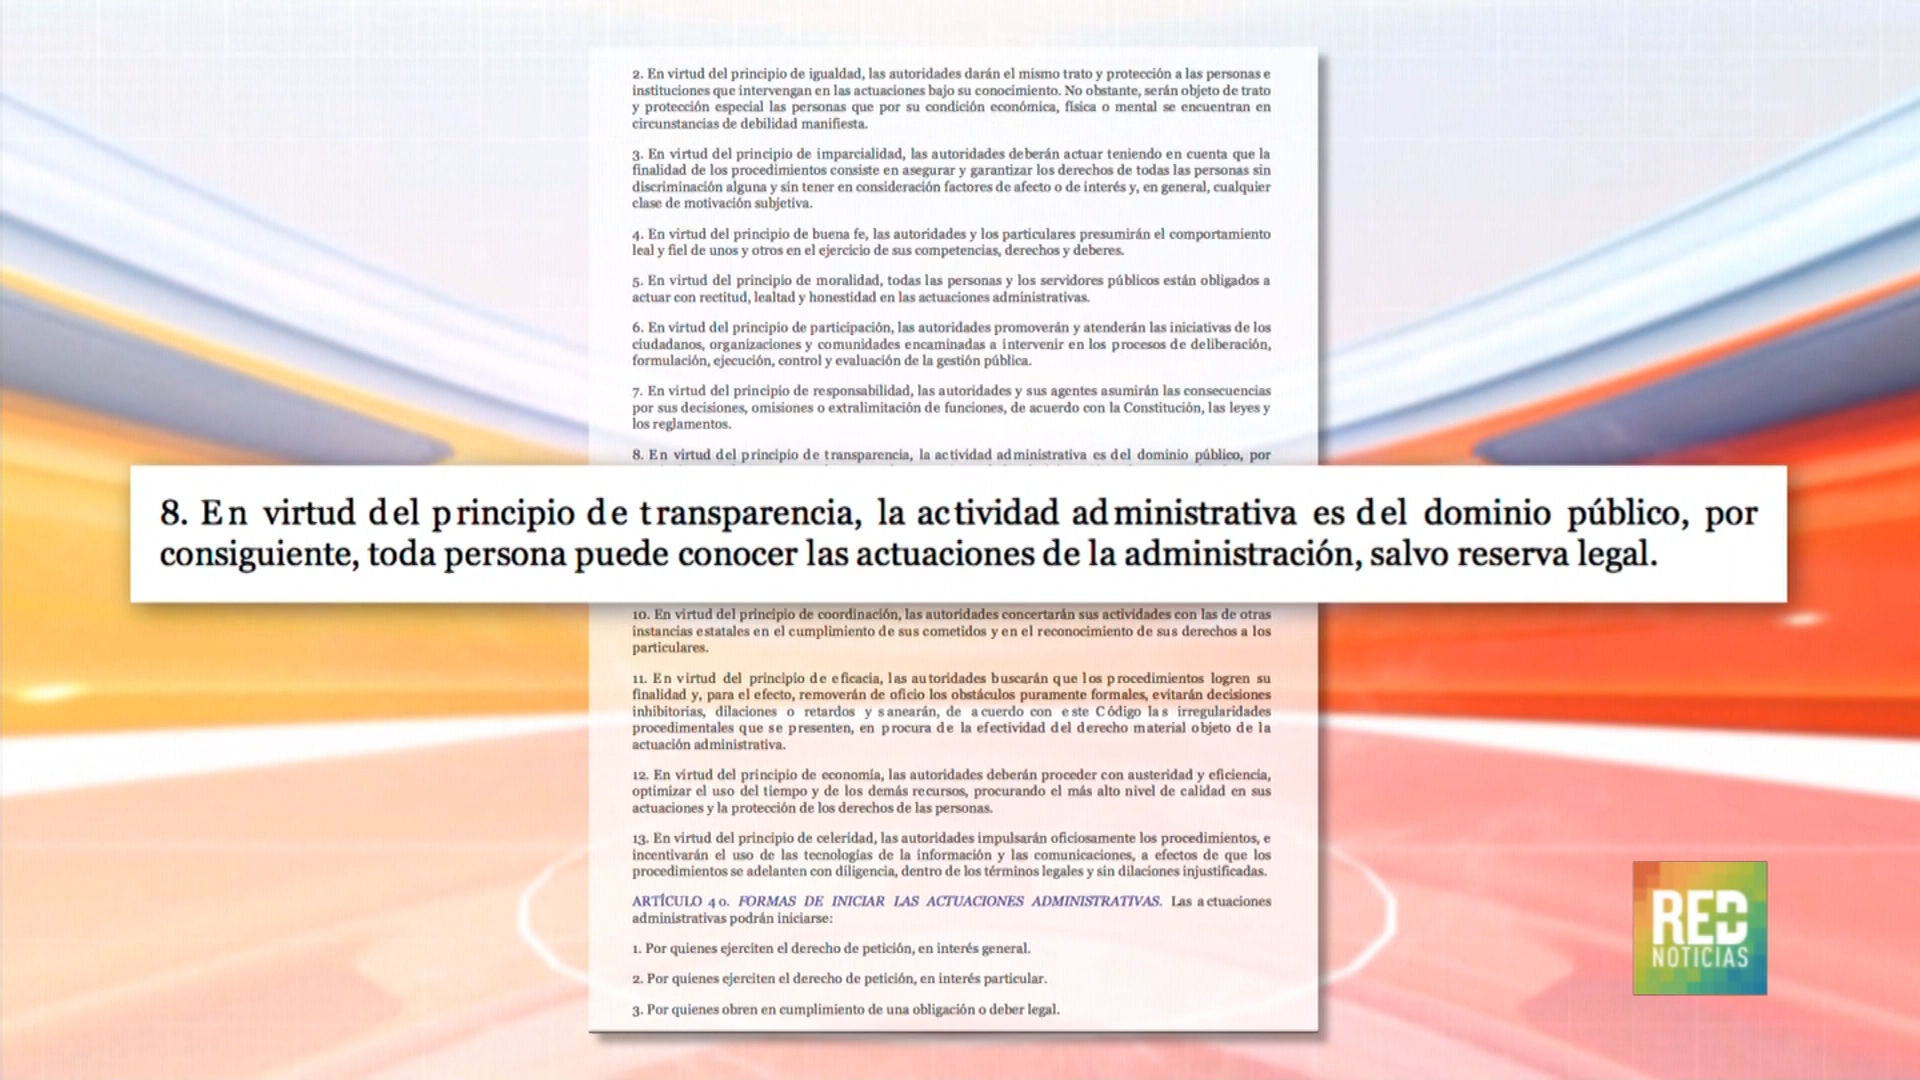 2. En virtud del principio de igualdad, las autoridades darán el mismo trato y protección a las personas e
instituciones que intervengan en las actuaciones bajo su conocimiento. No obstante, serán objeto de trato
y protección especial las personas que por su condición económica, física o mental se encuentran en
circunstancias de debilidad manifiesta.
3. En virtud del principio de imparcialidad, las autoridades deberán actuar teniendo en cuenta que la
finalidad de los procedimientos consiste en asegurar y garantizar los derechos de todas las personas sin
discriminación alguna y sin tener en consideración factores de afecto o de interés y, en general, cualquier
clase de motivación subjetiva.
4. En virtud del principio de buena fe, las autoridades y los particulares presumirán el comportamiento
leal y fiel de unos y otros en el ejercicio de sus competencias, derechos y deberes.
5. En virtud del principio de moralidad, todas las personas y los servidores públicos están obligados a
actuar con rectitud, lealtad y honestidad en las actuaciones administrativas.
6. En virtud del principio de participación, las autoridades promoverán y atenderán las iniciativas de los
ciudadanos, organizaciones y comunidades encaminadas a intervenir en los procesos de deliberación,
formulación, ejecución, control y evaluación de la gestión pública.
7. En virtud del principio de responsabilidad, las autoridades y sus agentes asumirán las consecuencias
por sus decisiones, omisiones o extralimitación de funciones, de acuerdo con la Constitución, las leyes y
los reglamentos.
8. En virtud del principio de transparencia, la actividad administrativa es del dominio público, por
8. En virtud del principio de transparencia, la actividad administrativa es del dominio público, por
consiguiente, toda persona puede conocer las actuaciones de la administración, salvo reserva legal.
10. En virtud del principio de coordinación, las autoridades concertarán sus actividades con las de otras
instancias estatales en el cumplimiento de sus cometidos y en el reconocimiento de sus derechos a los
particulares.
11. En virtud del principio de eficacia, las autoridades buscarán que los procedimientos logren su
finalidad y, para el efecto, removerán de oficio los obstáculos puramente formales, evitarán decisiones
inhibitorias, dilaciones o retardos y sanearán, de acuerdo con este Código las irregularidades
procedimentales que se presenten, en procura de la efectividad del derecho material objeto de la
actuación administrativa.
12. En virtud del principio de economía, las autoridades deberán proceder con austeridad y eficiencia,
optimizar el uso del tiempo y de los demás recursos, procurando el más alto nivel de calidad en sus
actuaciones y la protección de los derechos de las personas.
13. En virtud del principio de celeridad, las autoridades impulsarán oficiosamente los procedimientos, e
incentivarán el uso de las tecnologías de la información y las comunicaciones, a efectos de que los
procedimientos se adelanten con diligencia, dentro de los términos legales y sin dilaciones injustificadas.
ARTÍCULO 4o. FORMAS DE INICIAR LAS ACTUACIONES ADMINISTRATIVAS. Las actuaciones
administrativas podrán iniciarse:
1. Por quienes ejerciten el derecho de petición, en interés general.
2. Por quienes ejerciten el derecho de petición, en interés particular.
3. Por quienes obren en cumplimiento de una obligación o deber legal.
RED
NOTICIAS